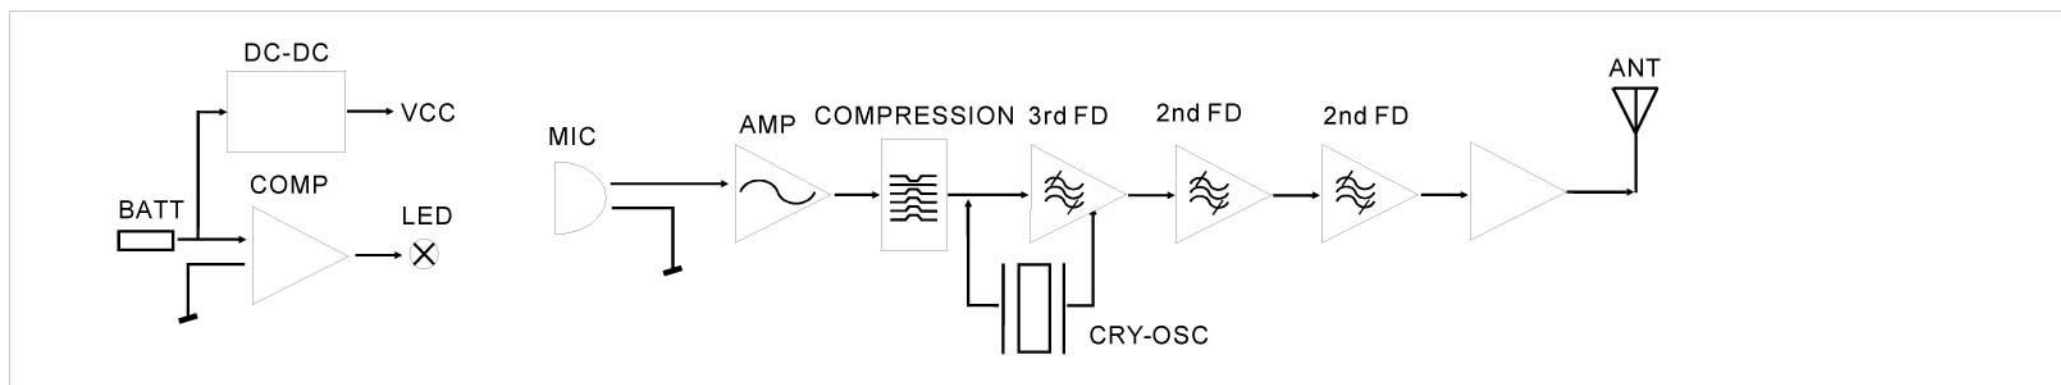 DC-DC
VCC
BATT
COMP
LED
MIC
AMP
COMPRESSION
3rd FD
2nd FD
2nd FD
ANT
CRY-OSC